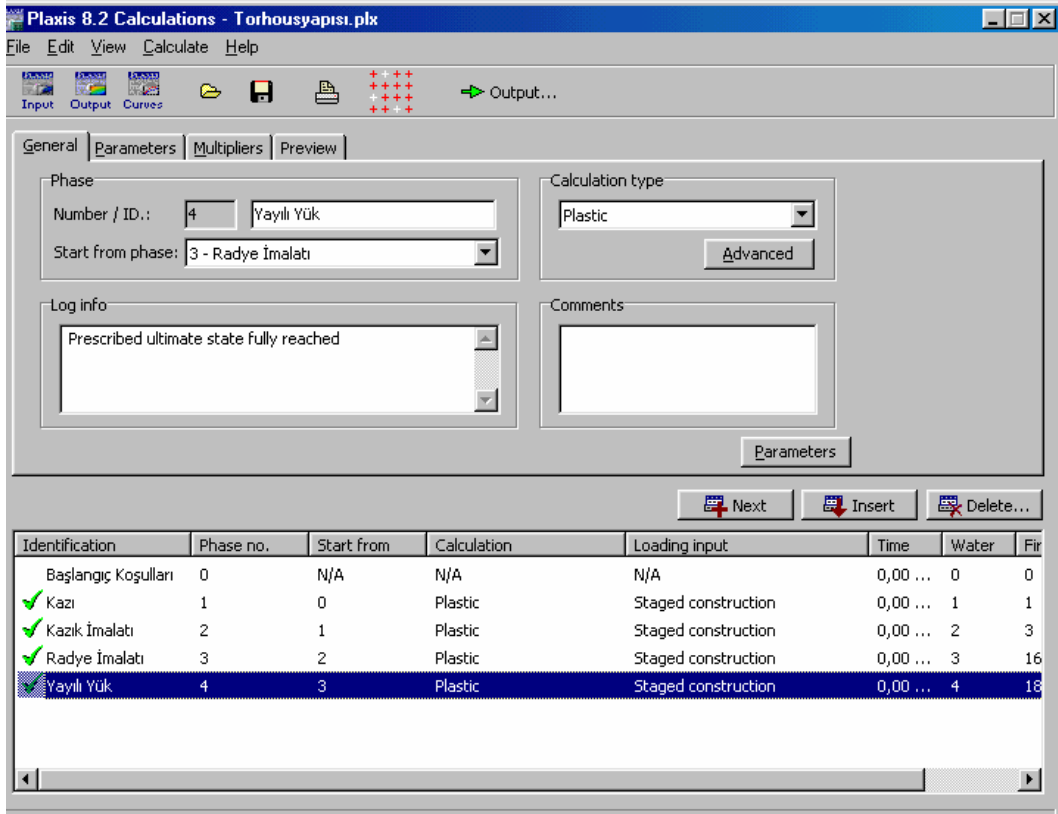 Plaxis 8.2 Calculations - Torhousyapısı.plx
File Edit View Calculate Help
Input Output Curves Output...
General Parameters Multipliers Preview
Phase
Number / ID.: 4 Yayılı Yük
Start from phase: 3 - Radye İmalatı
Calculation type
Plastic
Advanced
Log info
Prescribed ultimate state fully reached
Comments
Parameters
Next Insert Delete...
Identification Phase no. Start from Calculation Loading input Time Water Fir
Başlangıç Koşulları 0 N/A N/A N/A 0,00 ... 0 0
Kazı 1 0 Plastic Staged construction 0,00 ... 1 1
Kazık İmalatı 2 1 Plastic Staged construction 0,00 ... 2 3
Radye İmalatı 3 2 Plastic Staged construction 0,00 ... 3 16
Yayılı Yük 4 3 Plastic Staged construction 0,00 ... 4 18